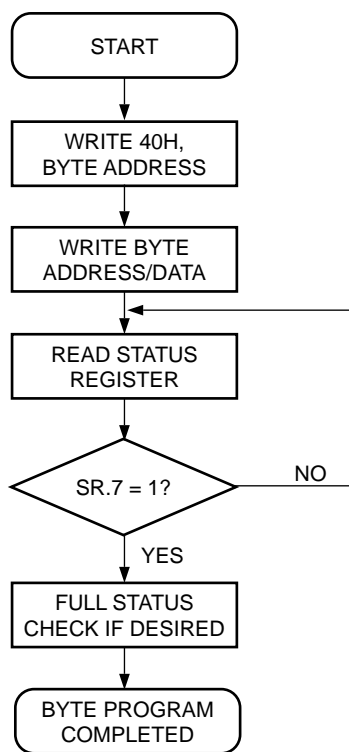 START
WRITE 40H,
BYTE ADDRESS
WRITE BYTE
ADDRESS/DATA
READ STATUS
REGISTER
SR.7 = 1?
NO
YES
FULL STATUS
CHECK IF DESIRED
BYTE PROGRAM
COMPLETED